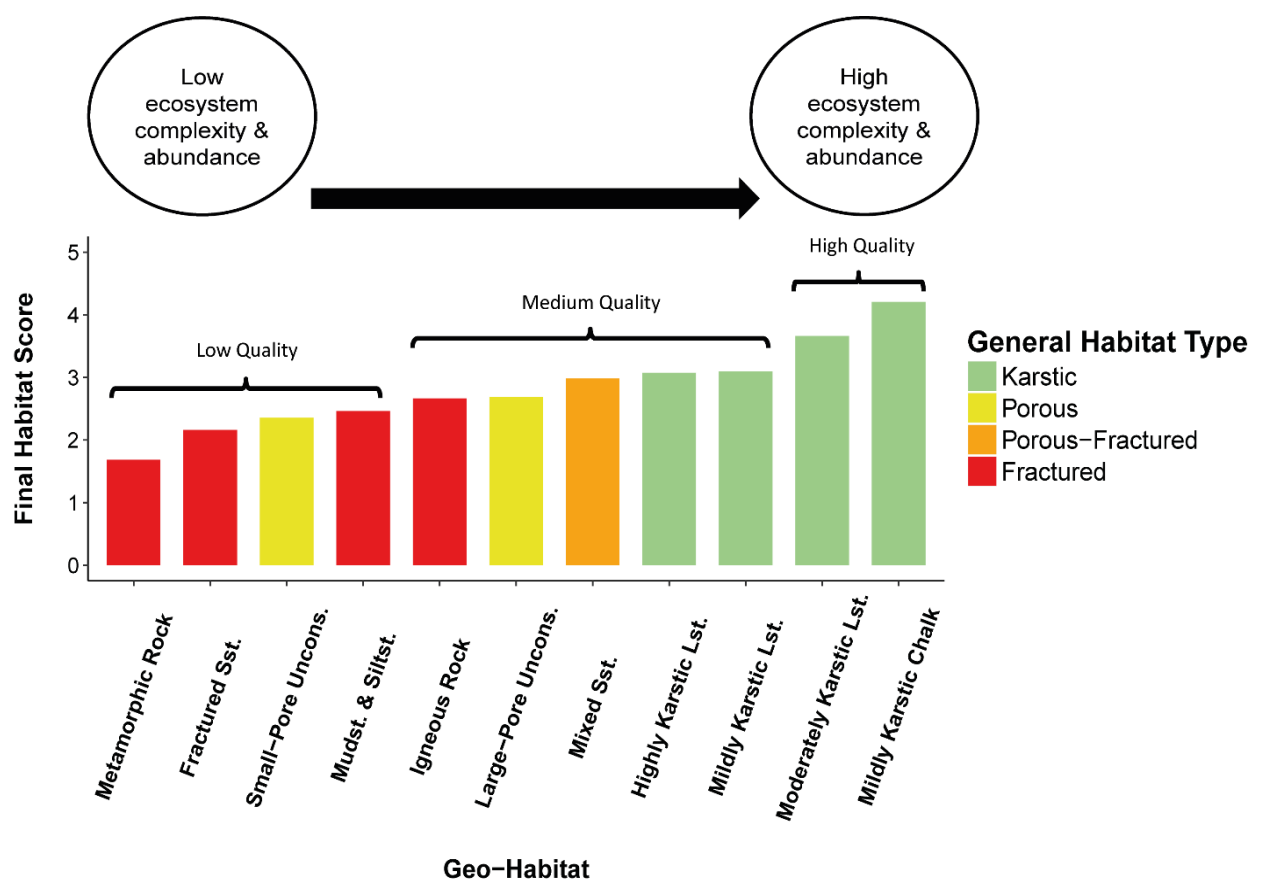 Low
ecosystem
complexity &
abundance
High
ecosystem
complexity &
abundance
Final Habitat Score
5
4
3
2
1
0
Low Quality
Medium Quality
High Quality
Metamorphic Rock
Fractured Sst.
Small−Pore Uncons.
Mudst. & Siltst.
Igneous Rock
Large−Pore Uncons.
Mixed Sst.
Highly Karstic Lst.
Mildly Karstic Lst.
Moderately Karstic Lst.
Mildly Karstic Chalk
Geo−Habitat
General Habitat Type
Karstic
Porous
Porous−Fractured
Fractured